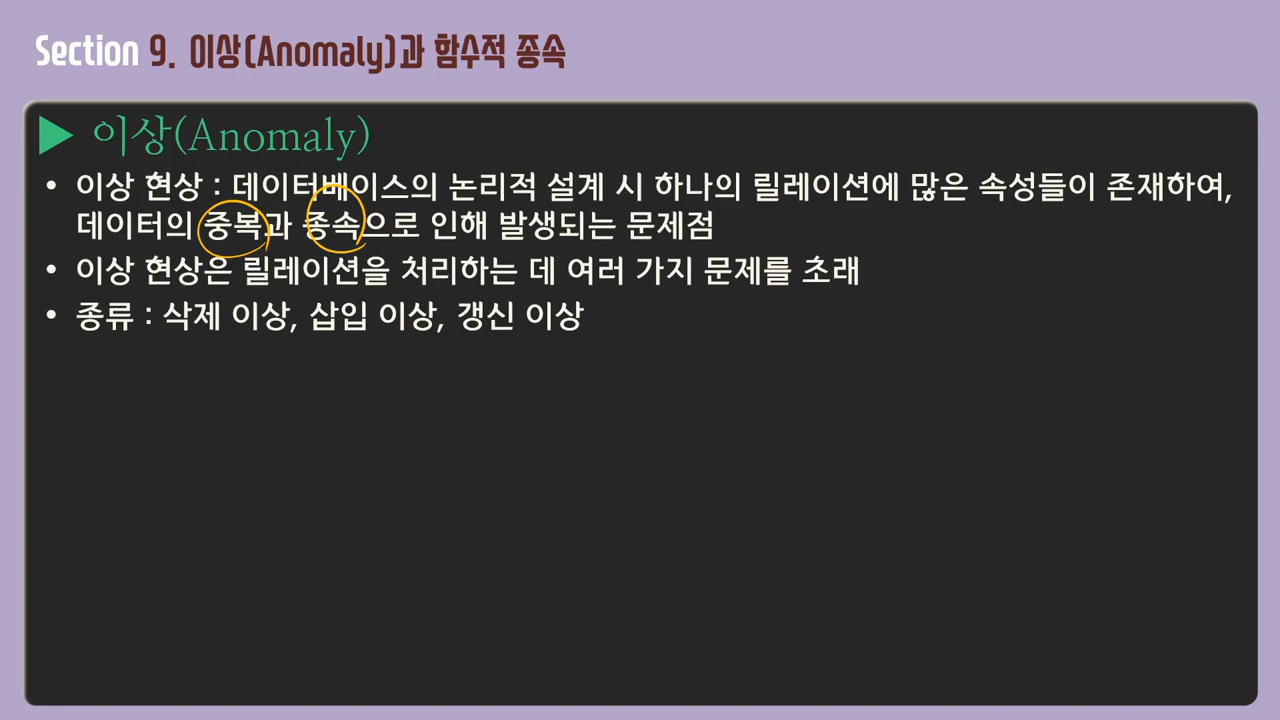 Section 9. 이상(Anomaly)과 함수적 종속
▶ 이상(Anomaly)
• 이상 현상 : 데이터베이스의 논리적 설계 시 하나의 릴레이션에 많은 속성들이 존재하여,
데이터의 중복과 종속으로 인해 발생되는 문제점
• 이상 현상은 릴레이션을 처리하는 데 여러 가지 문제를 초래
• 종류 : 삭제 이상, 삽입 이상, 갱신 이상